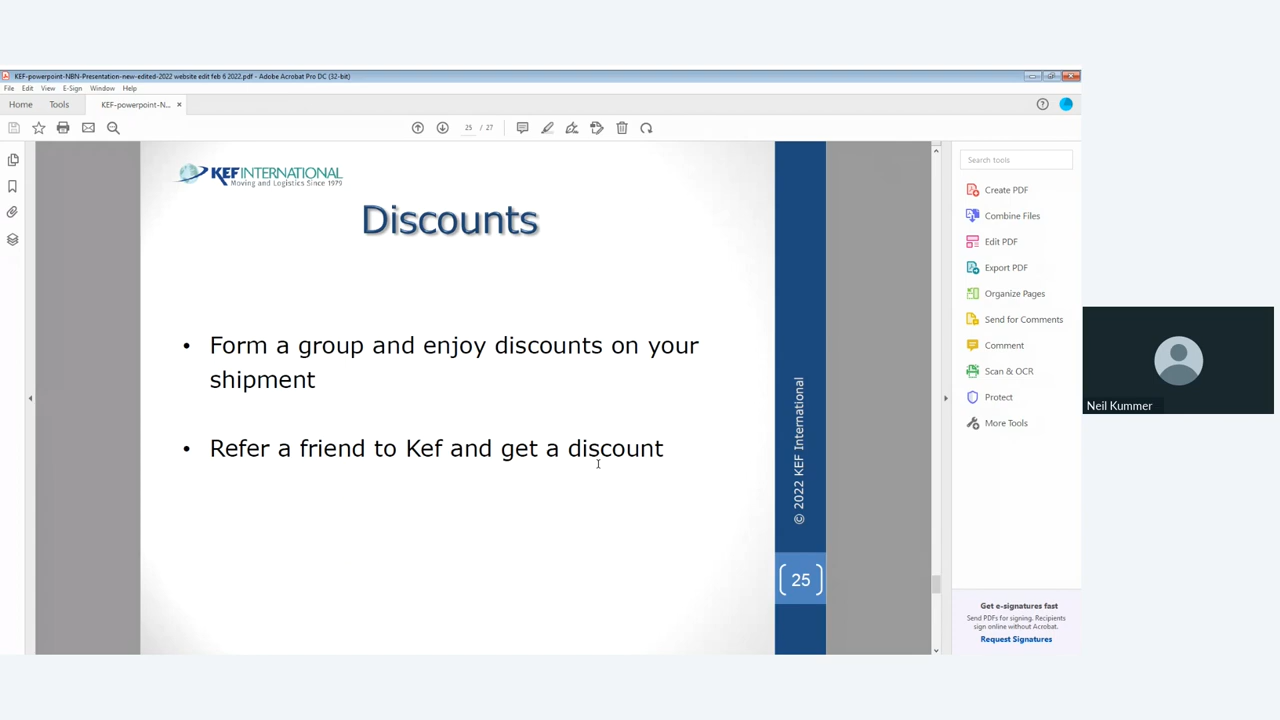 KEF-powerpoint-NBN-Presentation-new-edited-2022 website edit feb 6 2022.pdf - Adobe Acrobat Pro DC (32-bit)
File Edit View E-Sign Window Help
Home Tools KEF-powerpoint-N... ×
25 / 27
KEF INTERNATIONAL
Moving and Logistics Since 1979
Discounts
• Form a group and enjoy discounts on your
shipment
• Refer a friend to Kef and get a discount
© 2022 KEF International
25
Search tools
Create PDF
Combine Files
Edit PDF
Export PDF
Organize Pages
Send for Comments
Comment
Scan & OCR
Protect
More Tools
Get e-signatures fast
Send PDFs for signing. Recipients
sign online without Acrobat.
Request Signatures
Neil Kummer